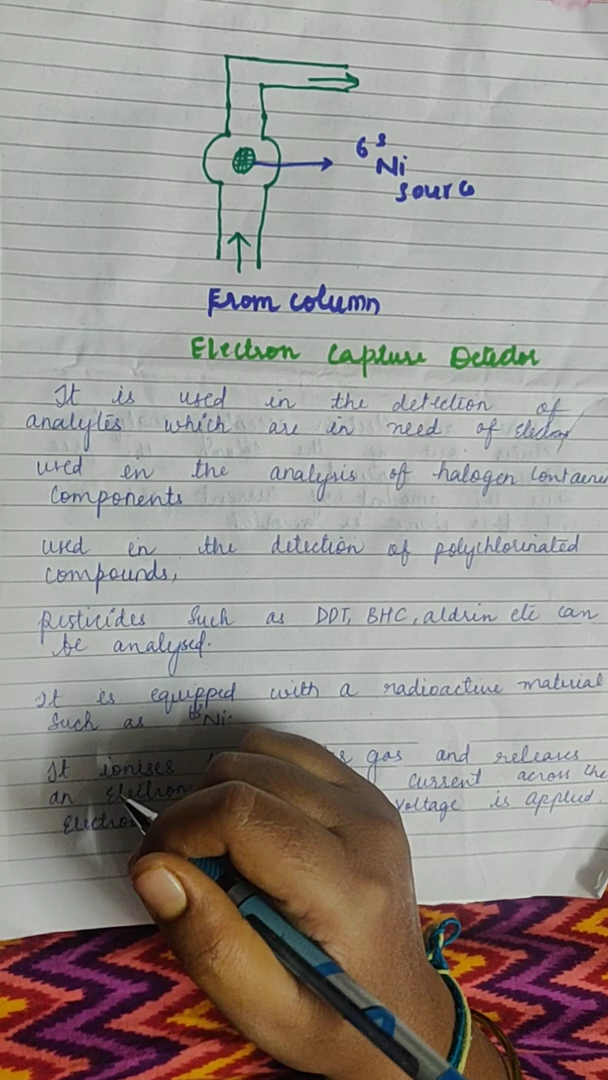 63
Ni
source
From column
Electron Capture Detector
It is used in the detection of
analytes which are in need of
used in the analysis of halogen
components
used in the detection of polychlorinated
compounds,
pesticides such as DDT, BHC, aldrin etc can
be analysed.
It is equipped with a radioactive material
such as Ni.
It ionises gas and releases
an Electron current across the
voltage is applied.